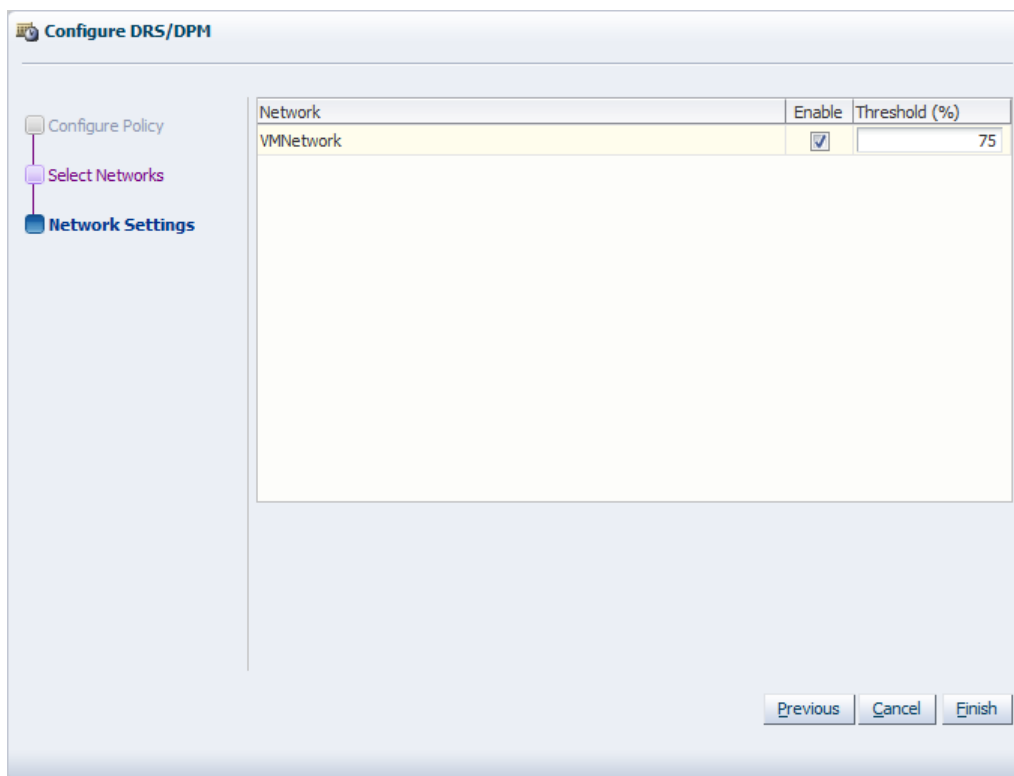 Configure DRS/DPM
Configure Policy
Select Networks
Network Settings
Network Enable Threshold (%)
VMNetwork 75
Previous Cancel Finish